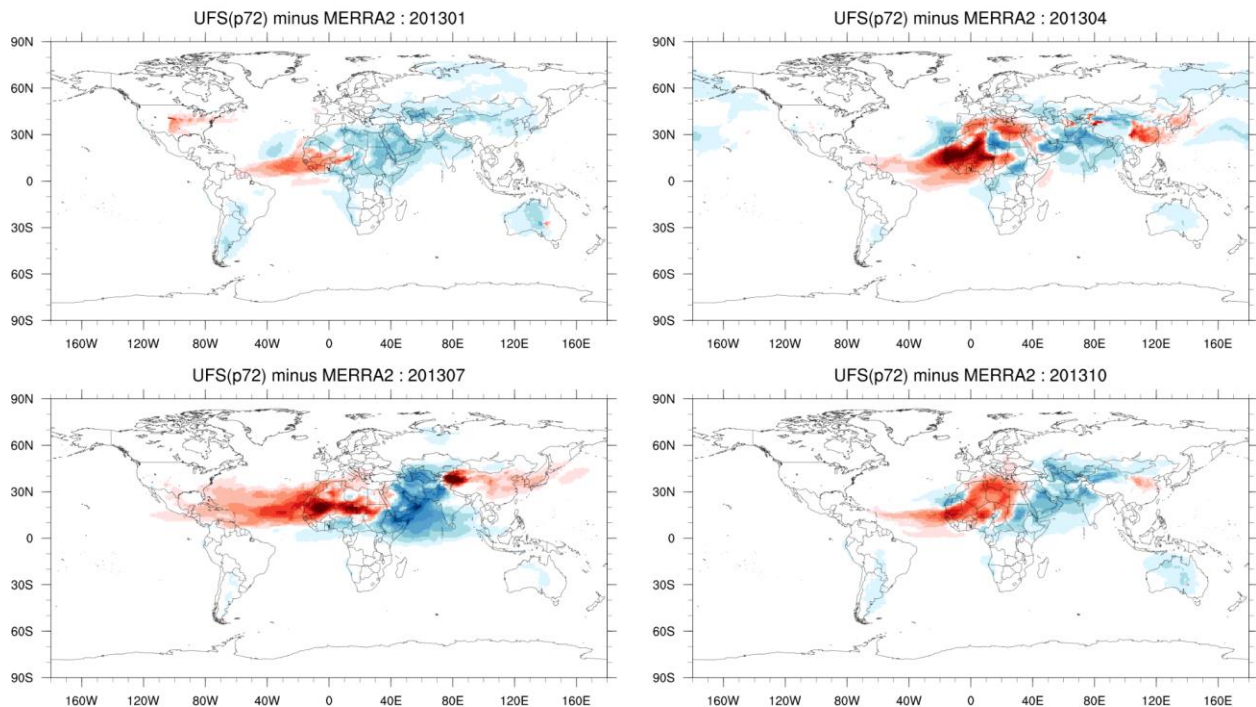 UFS(p72) minus MERRA2 : 201301
90N
60N
30N
0
30S
60S
90S
160W 120W 80W 40W 0 40E 80E 120E 160E
UFS(p72) minus MERRA2 : 201304
90N
60N
30N
0
30S
60S
90S
160W 120W 80W 40W 0 40E 80E 120E 160E
UFS(p72) minus MERRA2 : 201307
90N
60N
30N
0
30S
60S
90S
160W 120W 80W 40W 0 40E 80E 120E 160E
UFS(p72) minus MERRA2 : 201310
90N
60N
30N
0
30S
60S
90S
160W 120W 80W 40W 0 40E 80E 120E 160E